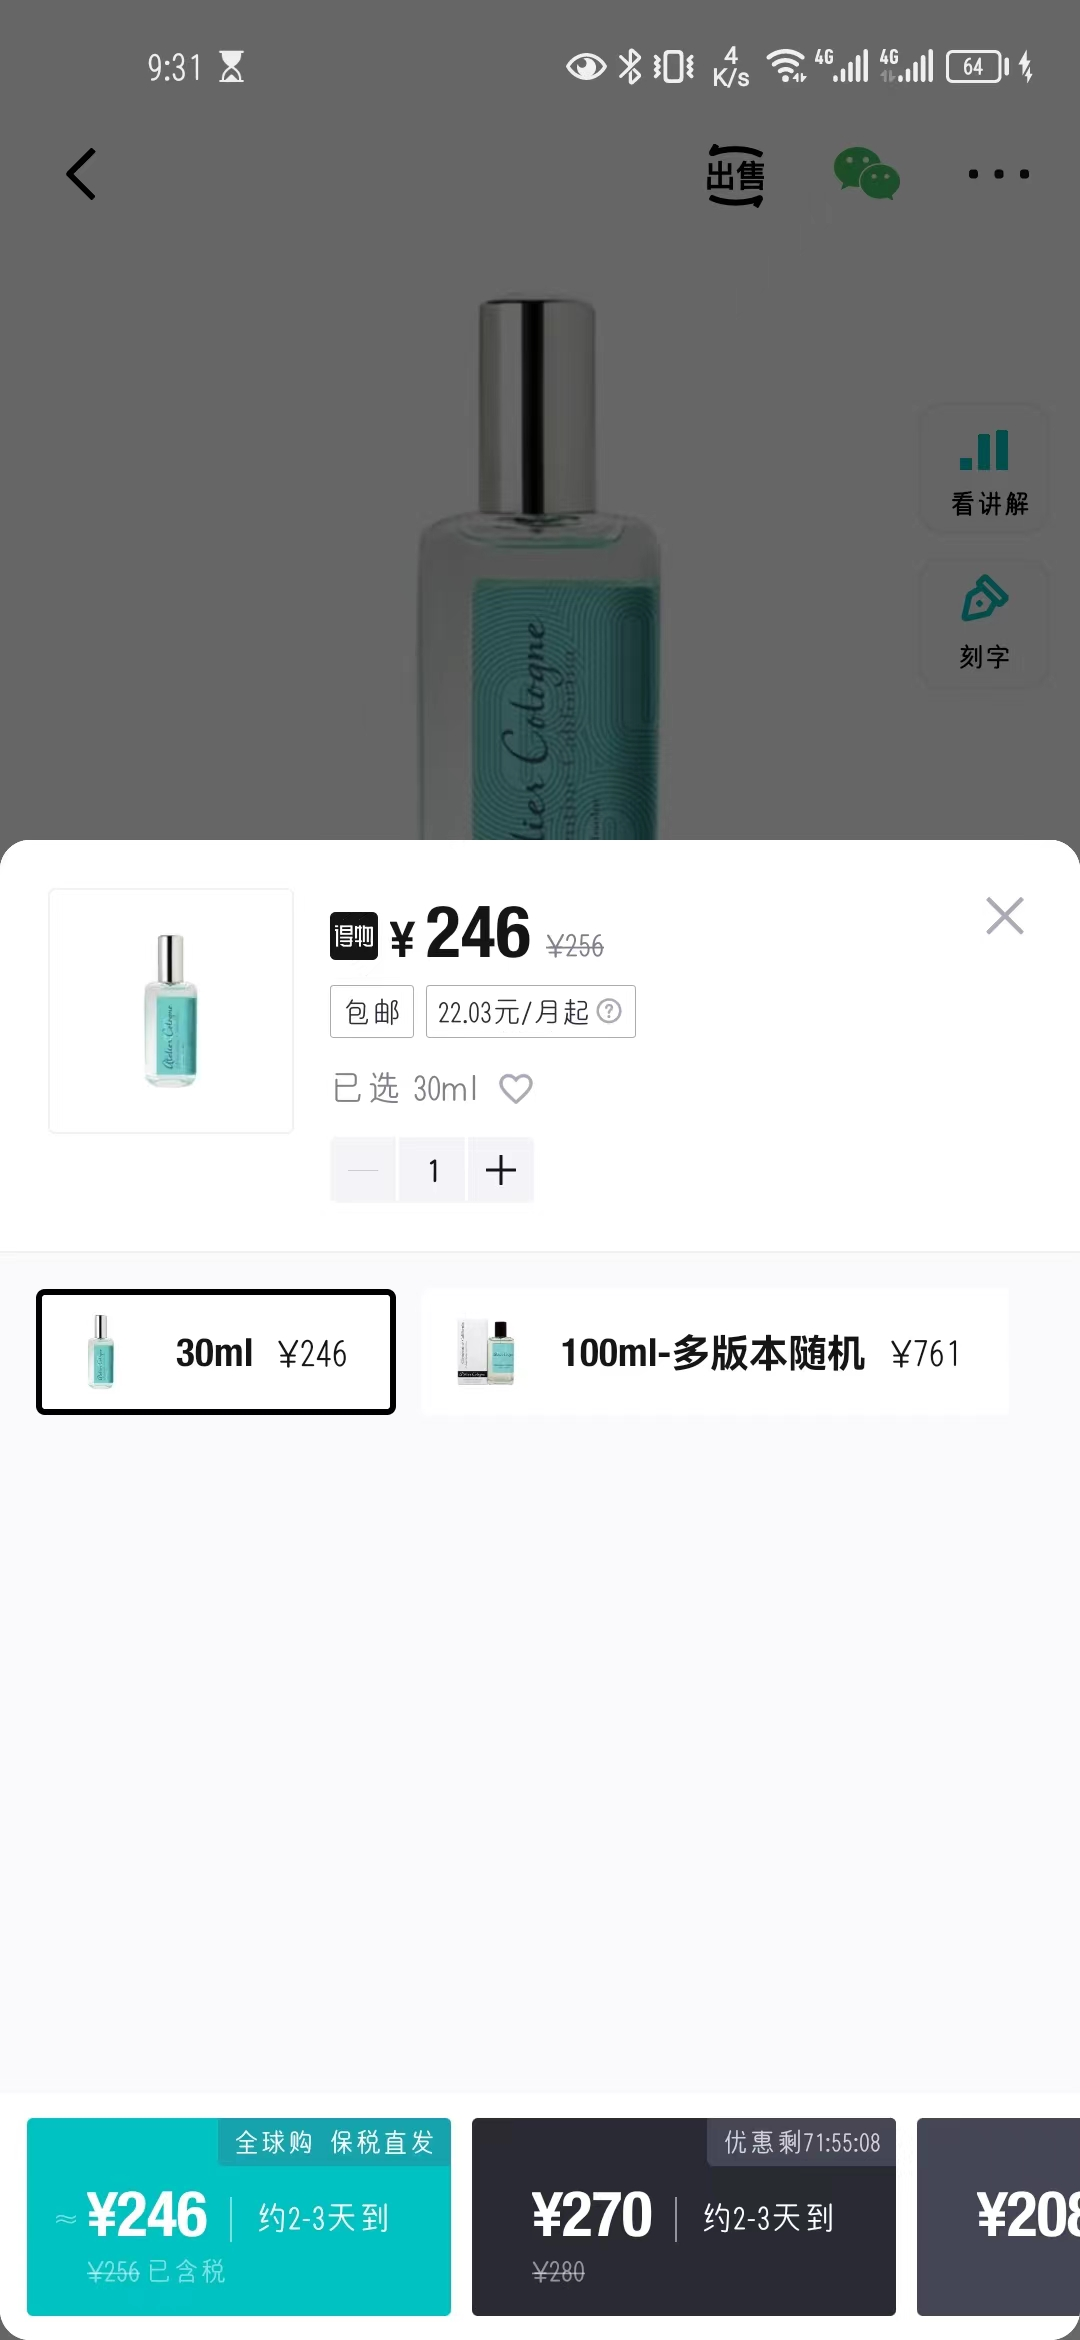 9:31
4 K/s
4G
4G
64
出售
看讲解
刻字
Cologne
得物 ¥ 246 ¥256
包邮 22.03元/月起
已选 30ml
1
30ml ¥246
100ml-多版本随机 ¥761
全球购 保税直发
≈ ¥246 约2-3天到
¥256 已含税
优惠剩71:55:08
¥270 约2-3天到
¥280
¥208